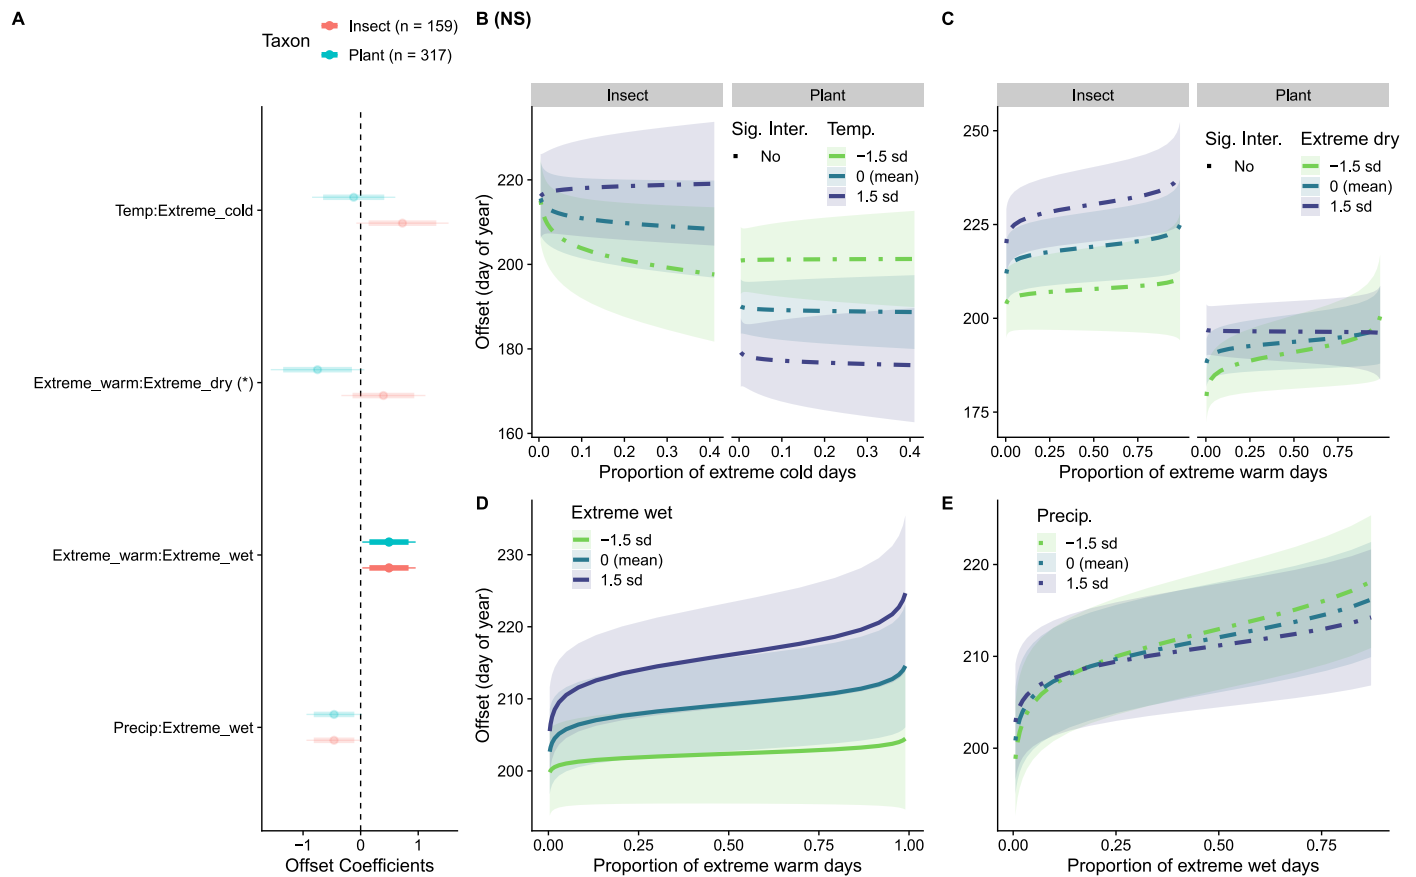 A
Taxon
Insect (n = 159)
Plant (n = 317)
Temp:Extreme_cold
Extreme_warm:Extreme_dry (*)
Extreme_warm:Extreme_wet
Precip:Extreme_wet
−1 0 1
Offset Coefficients
B (NS)
Insect Plant
Sig. Inter. Temp.
No
−1.5 sd
0 (mean)
1.5 sd
220
200
180
160
Offset (day of year)
0.0 0.1 0.2 0.3 0.4 0.0 0.1 0.2 0.3 0.4
Proportion of extreme cold days
C
Insect Plant
Sig. Inter. Extreme dry
No
−1.5 sd
0 (mean)
1.5 sd
250
225
200
175
0.00 0.25 0.50 0.75 0.00 0.25 0.50 0.75
Proportion of extreme warm days
D
Extreme wet
−1.5 sd
0 (mean)
1.5 sd
230
220
210
200
Offset (day of year)
0.00 0.25 0.50 0.75 1.00
Proportion of extreme warm days
E
Precip.
−1.5 sd
0 (mean)
1.5 sd
220
210
200
0.00 0.25 0.50 0.75
Proportion of extreme wet days